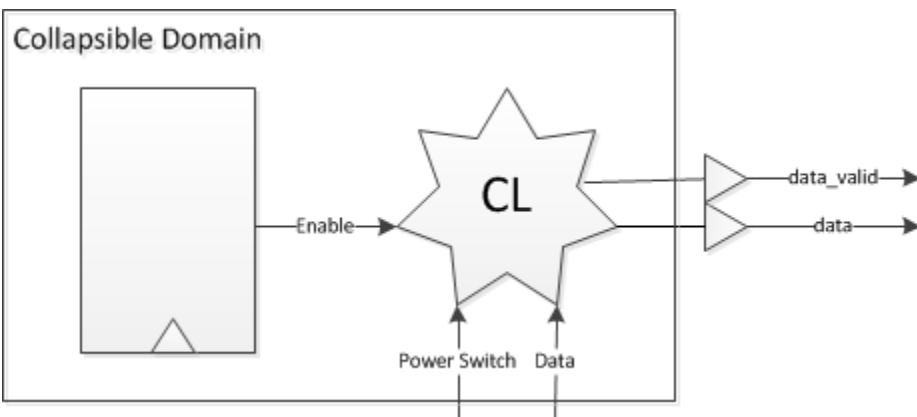 Collapsible Domain
CL
data_valid
Enable
data
Power Switch
Data